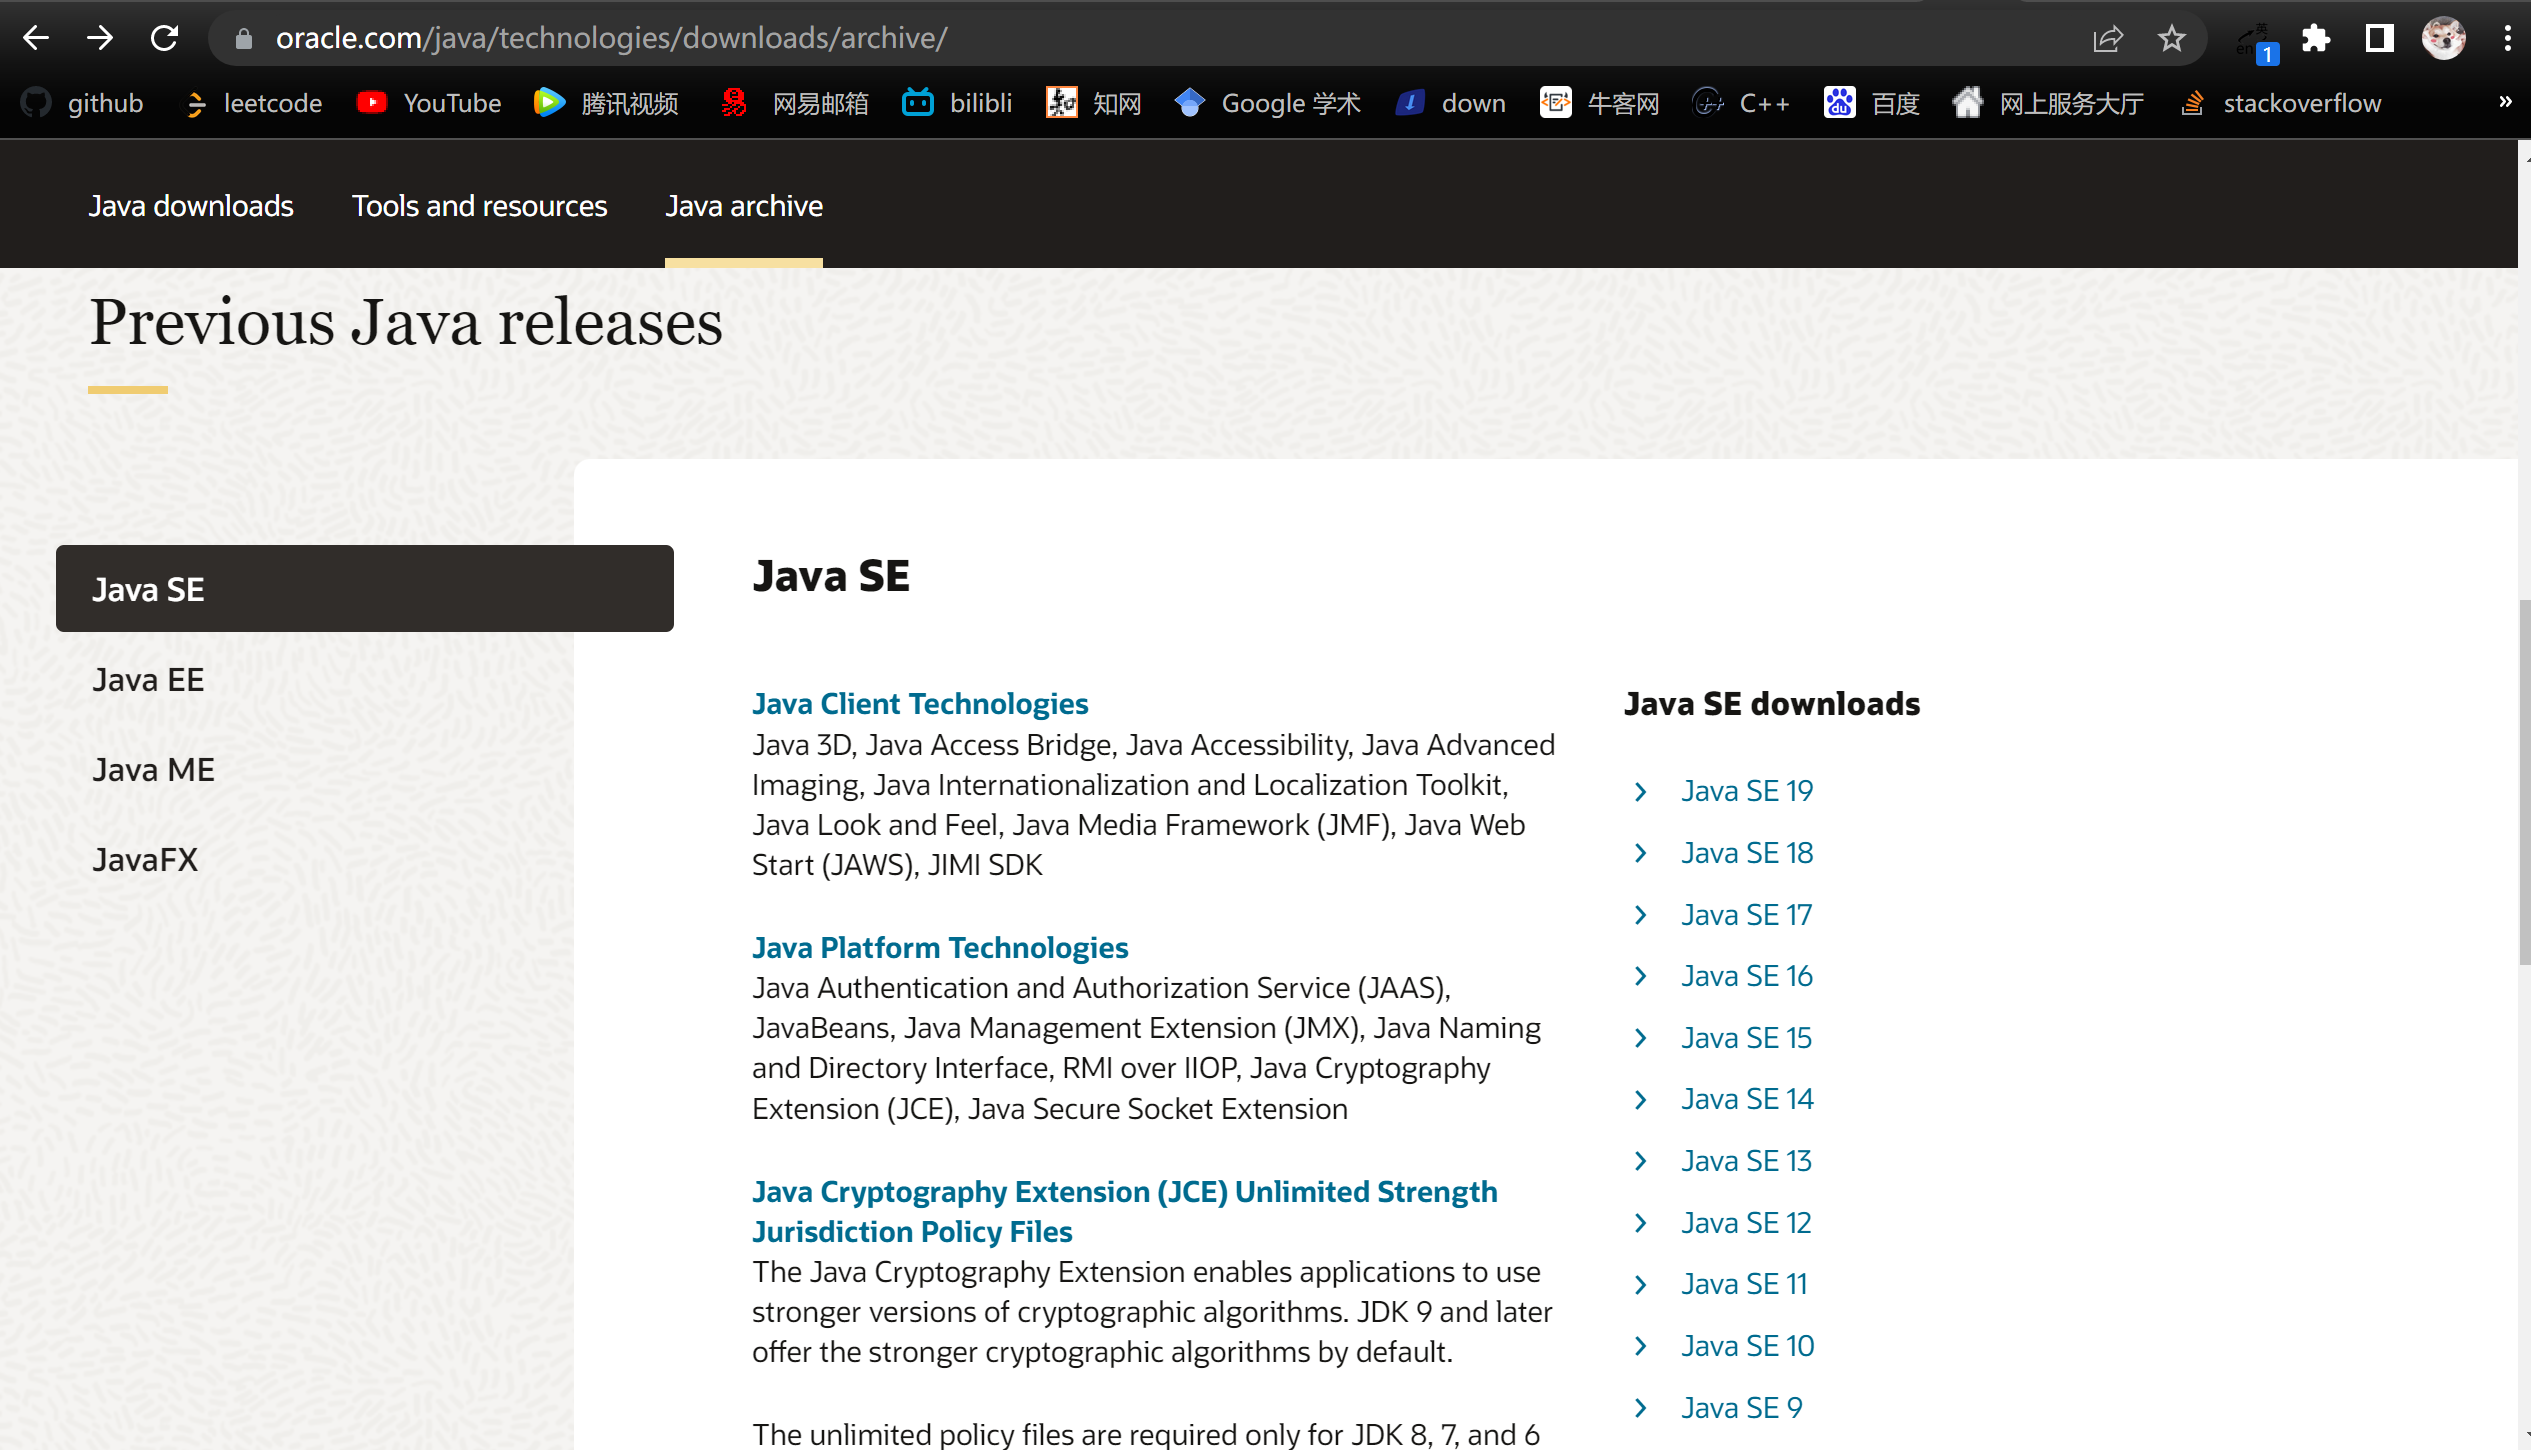 oracle.com/java/technologies/downloads/archive/
英
en
1
github
leetcode
YouTube
腾讯视频
网易邮箱
bilibli
知网
Google 学术
down
牛客网
C++
百度
网上服务大厅
stackoverflow
»
Java downloads
Tools and resources
Java archive
Previous Java releases
Java SE
Java EE
Java ME
JavaFX
Java SE
Java Client Technologies
Java 3D, Java Access Bridge, Java Accessibility, Java Advanced
Imaging, Java Internationalization and Localization Toolkit,
Java Look and Feel, Java Media Framework (JMF), Java Web
Start (JAWS), JIMI SDK
Java Platform Technologies
Java Authentication and Authorization Service (JAAS),
JavaBeans, Java Management Extension (JMX), Java Naming
and Directory Interface, RMI over IIOP, Java Cryptography
Extension (JCE), Java Secure Socket Extension
Java Cryptography Extension (JCE) Unlimited Strength
Jurisdiction Policy Files
The Java Cryptography Extension enables applications to use
stronger versions of cryptographic algorithms. JDK 9 and later
offer the stronger cryptographic algorithms by default.
The unlimited policy files are required only for JDK 8, 7, and 6
Java SE downloads
Java SE 19
Java SE 18
Java SE 17
Java SE 16
Java SE 15
Java SE 14
Java SE 13
Java SE 12
Java SE 11
Java SE 10
Java SE 9